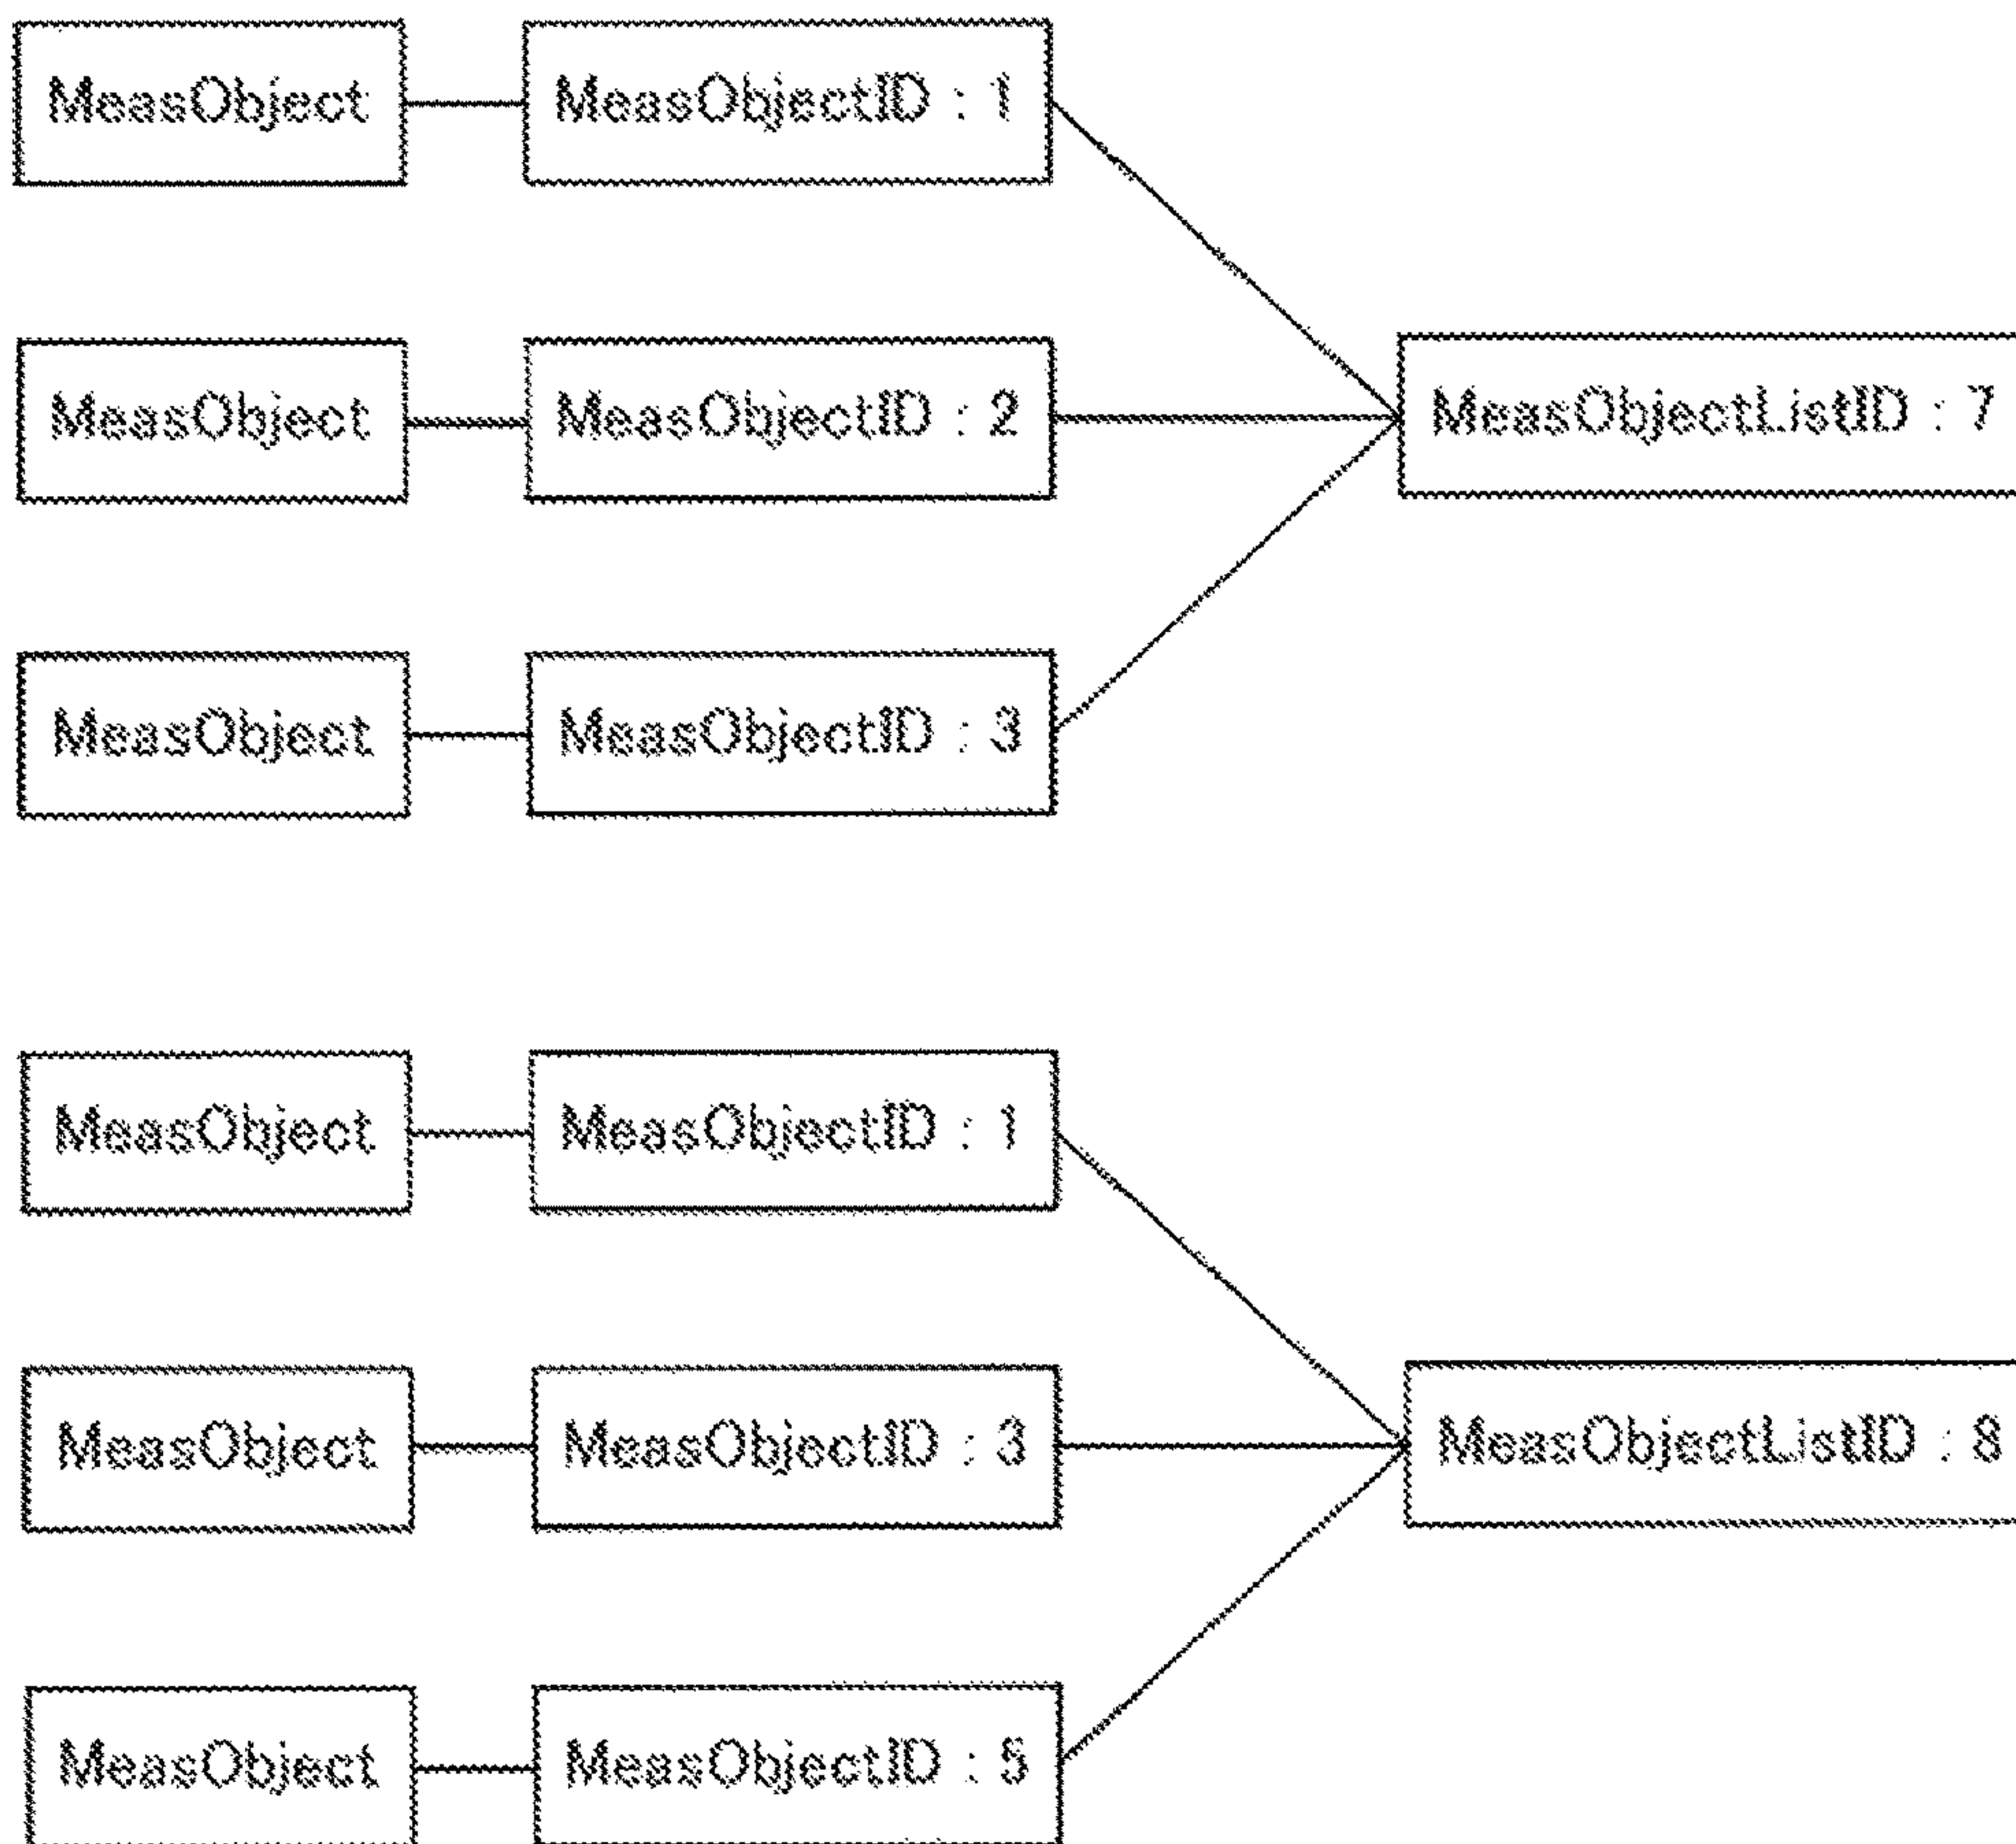 MeasObject MeasObjectID : 1
MeasObject MeasObjectID : 2 MeasObjectListID : 7
MeasObject MeasObjectID : 3
MeasObject MeasObjectID : 1
MeasObject MeasObjectID : 3 MeasObjectListID : 8
MeasObject MeasObjectID : 5